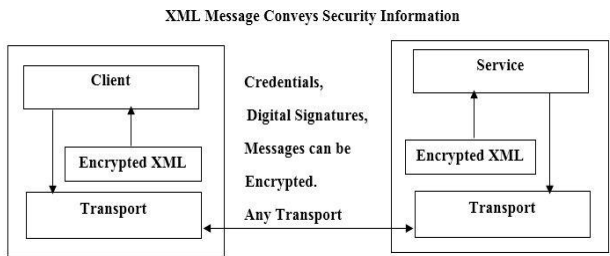 XML Message Conveys Security Information
Client
Encrypted XML
Transport
Credentials,
Digital Signatures,
Messages can be
Encrypted.
Any Transport
Service
Encrypted XML
Transport